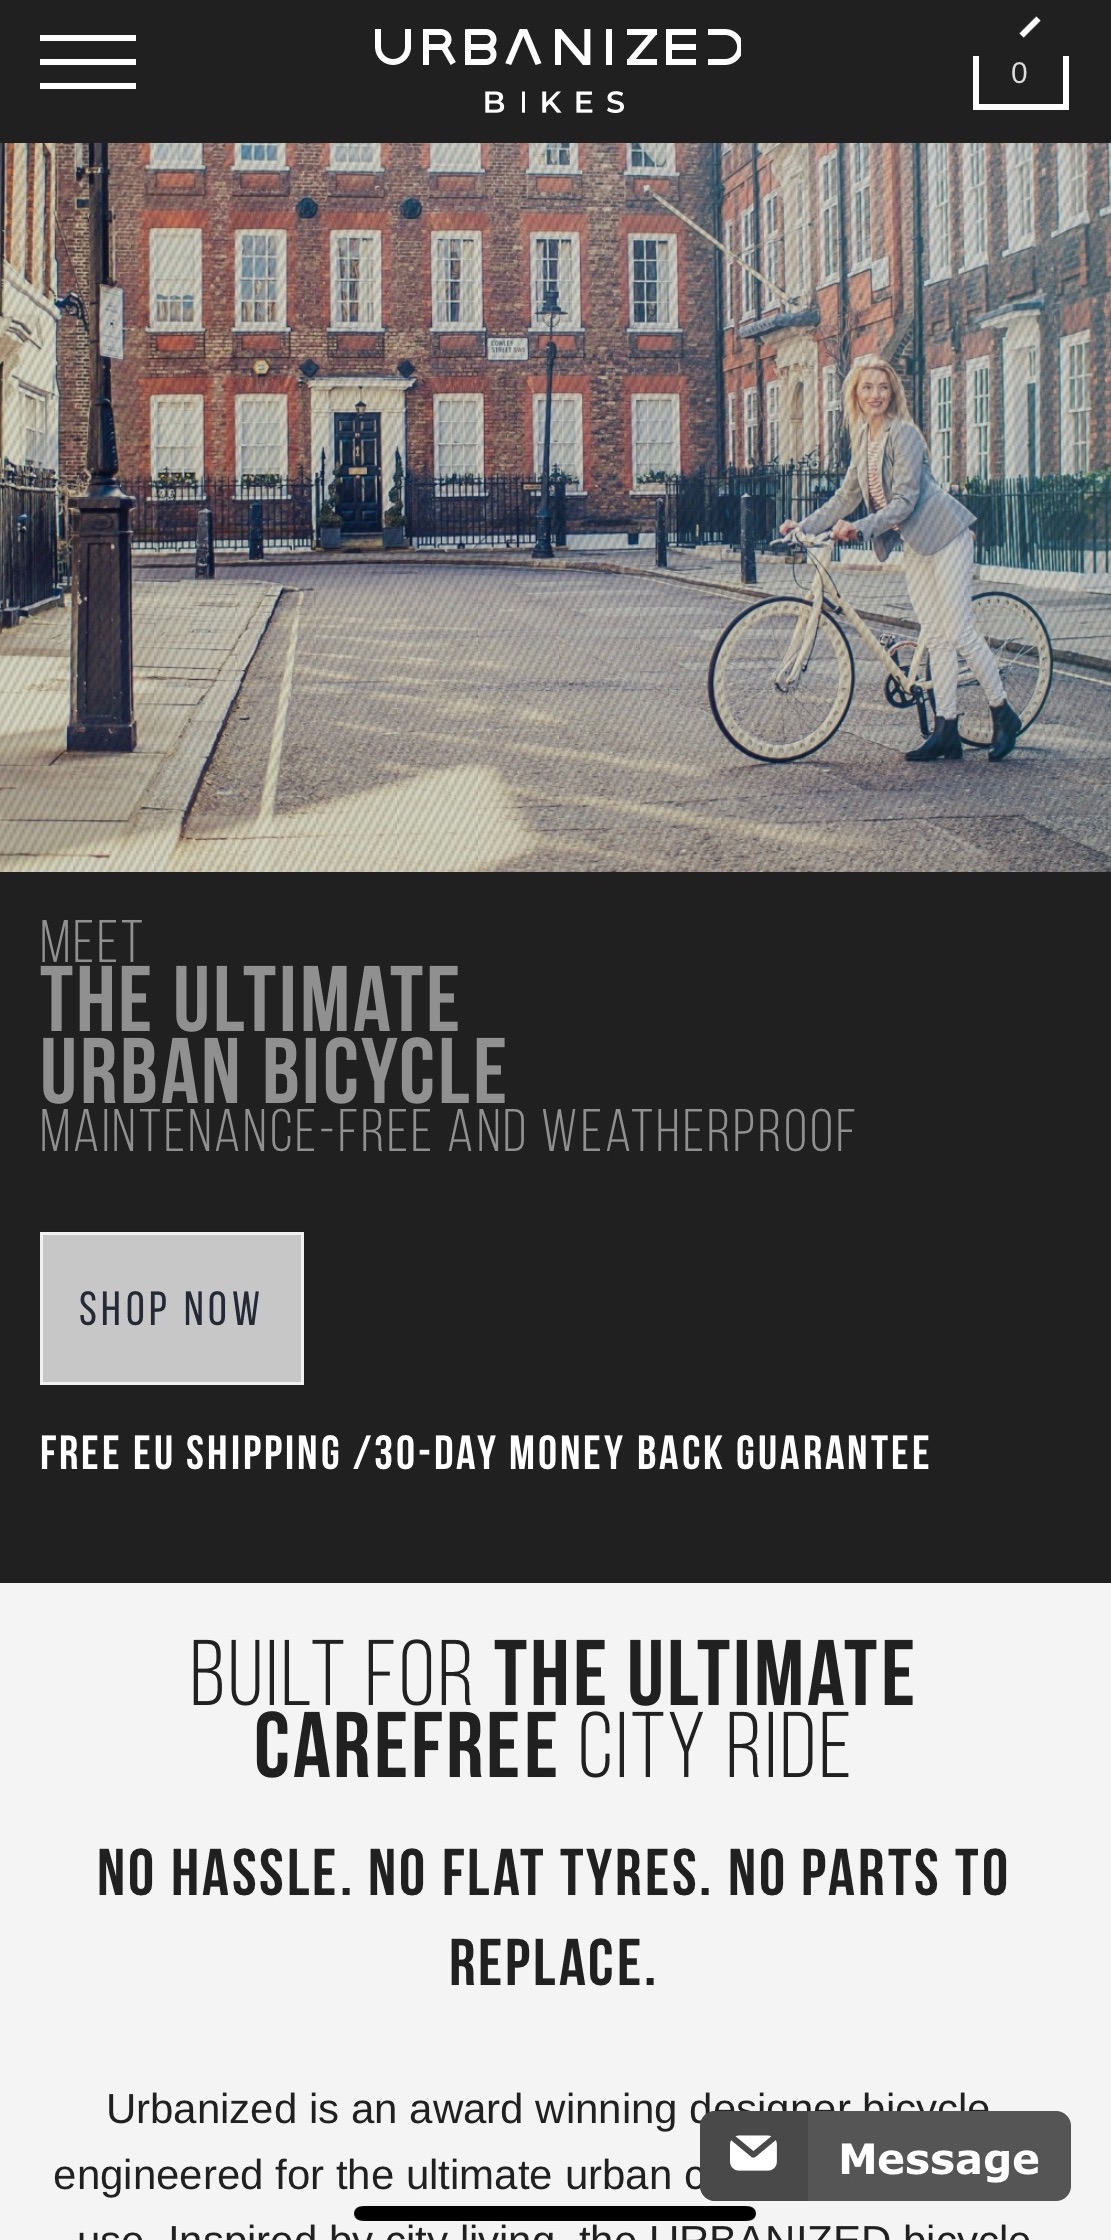 URBANIZED
BIKES
0
COWLEY
STREET SW1
MEET
THE ULTIMATE
URBAN BICYCLE
MAINTENANCE-FREE AND WEATHERPROOF
SHOP NOW
FREE EU SHIPPING /30-DAY MONEY BACK GUARANTEE
BUILT FOR THE ULTIMATE
CAREFREE CITY RIDE
NO HASSLE. NO FLAT TYRES. NO PARTS TO
REPLACE.
Urbanized is an award winning designer bicycle
engineered for the ultimate urban
Message
use. Inspired by city living, the URBANIZED bicycle